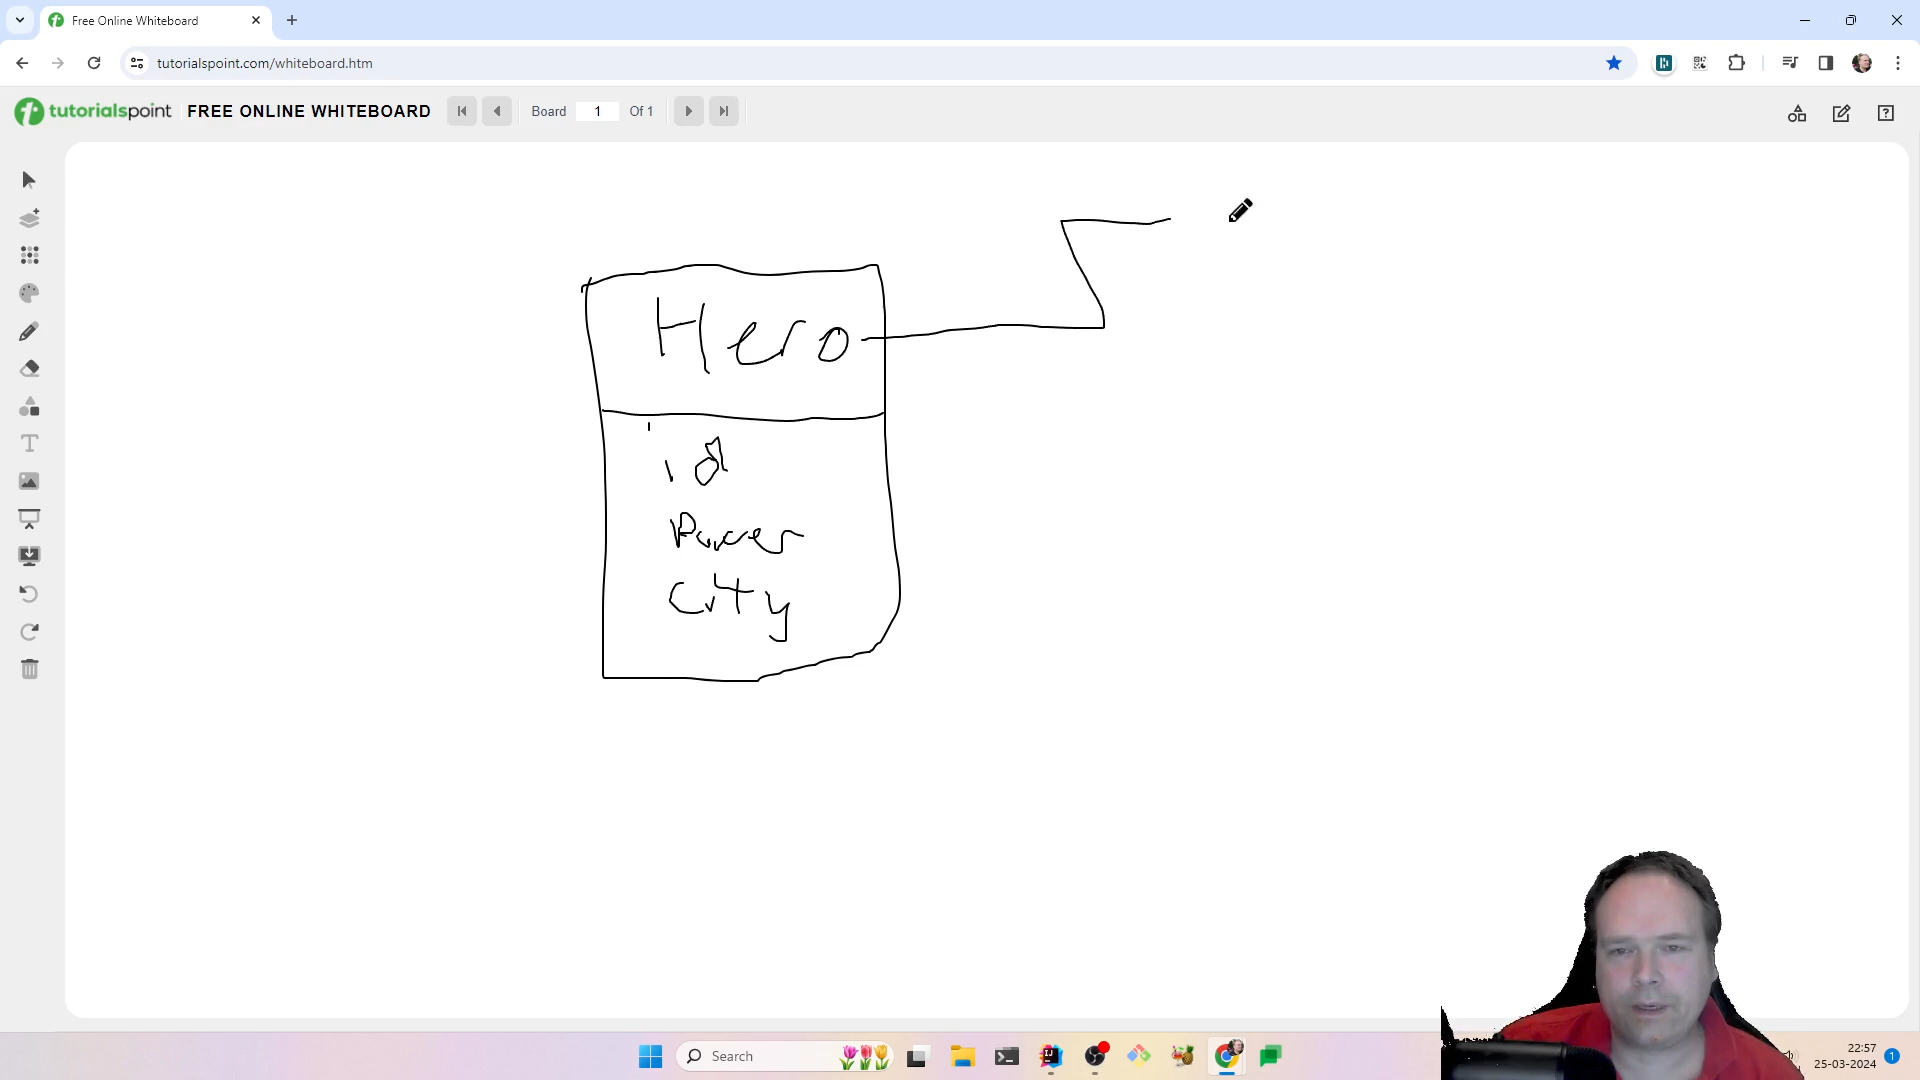 Free Online Whiteboard
tutorialspoint.com/whiteboard.htm
tutorialspoint FREE ONLINE WHITEBOARD Board 1 Of 1
Hero
id
Power
City
Search
22:57
25-03-2024
1